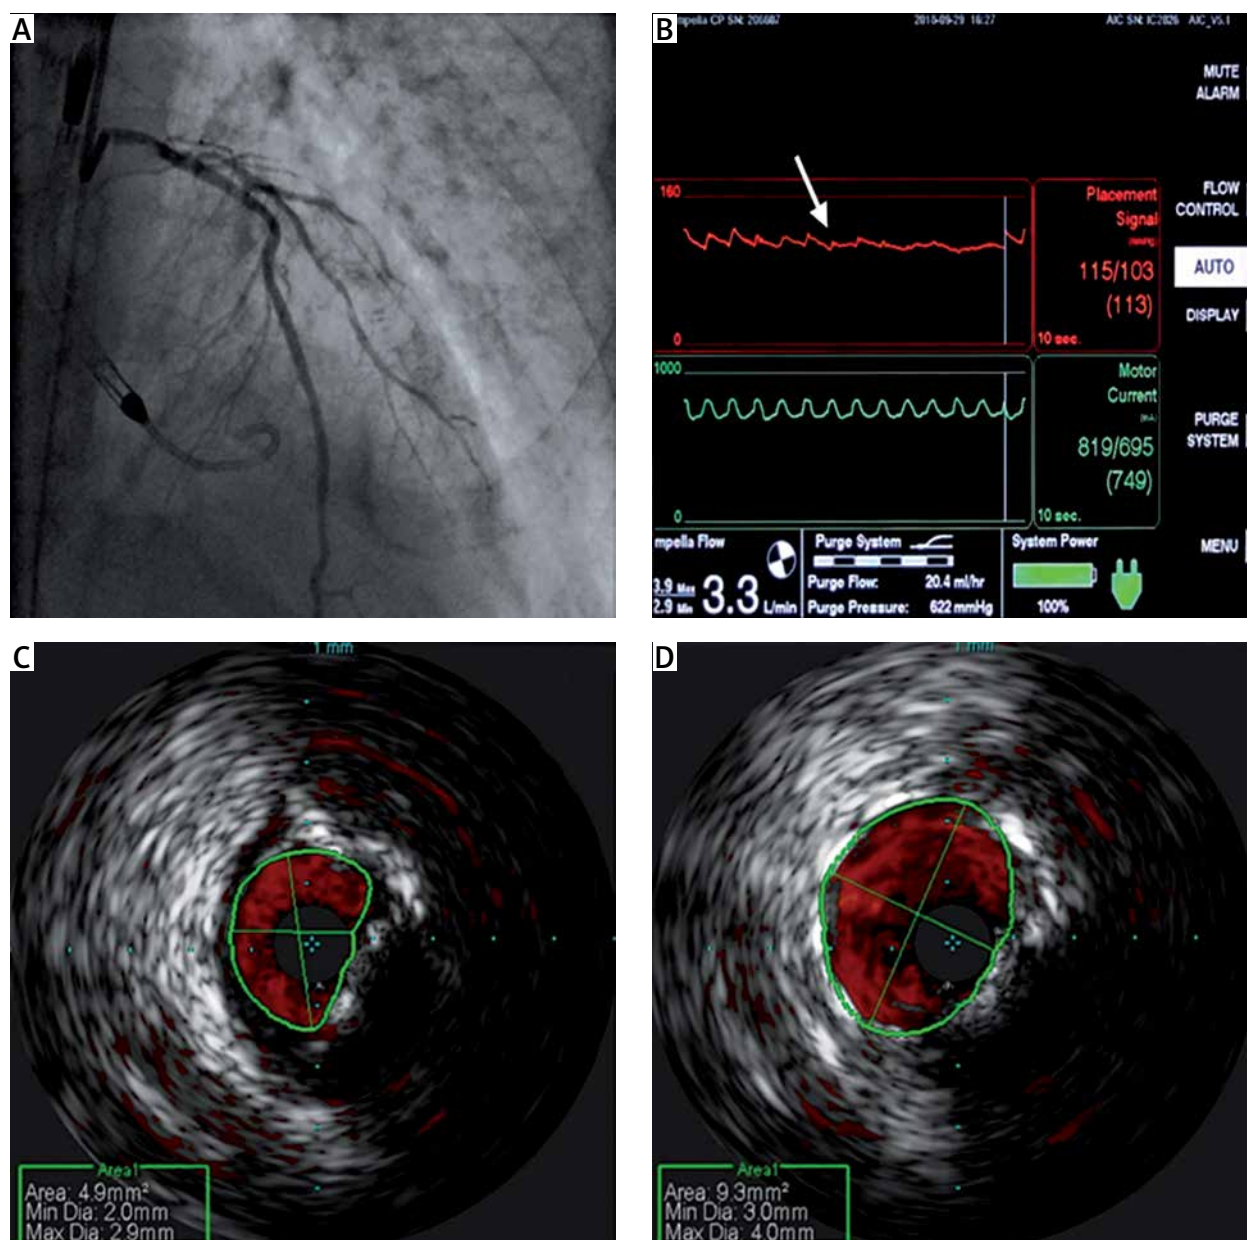 A
B
mpella CP SN: 206687
2018-09-29 16:27
AIC SN: IC2826 AIC_V5.1
MUTE
ALARM
160
Placement
Signal
115/103
(113)
0
10 sec.
FLOW
CONTROL
AUTO
DISPLAY
1000
Motor
Current
819/695
(749)
0
10 sec.
PURGE
SYSTEM
MENU
mpella Flow
3.9 Max
2.9 Min
3.3 L/min
Purge System
Purge Flow: 20.4 ml/hr
Purge Pressure: 622 mmHg
System Power
100%
C
1 mm
Area1
Area: 4.9mm²
Min Dia: 2.0mm
Max Dia: 2.9mm
D
1 mm
Area1
Area: 9.3mm²
Min Dia: 3.0mm
Max Dia: 4.0mm